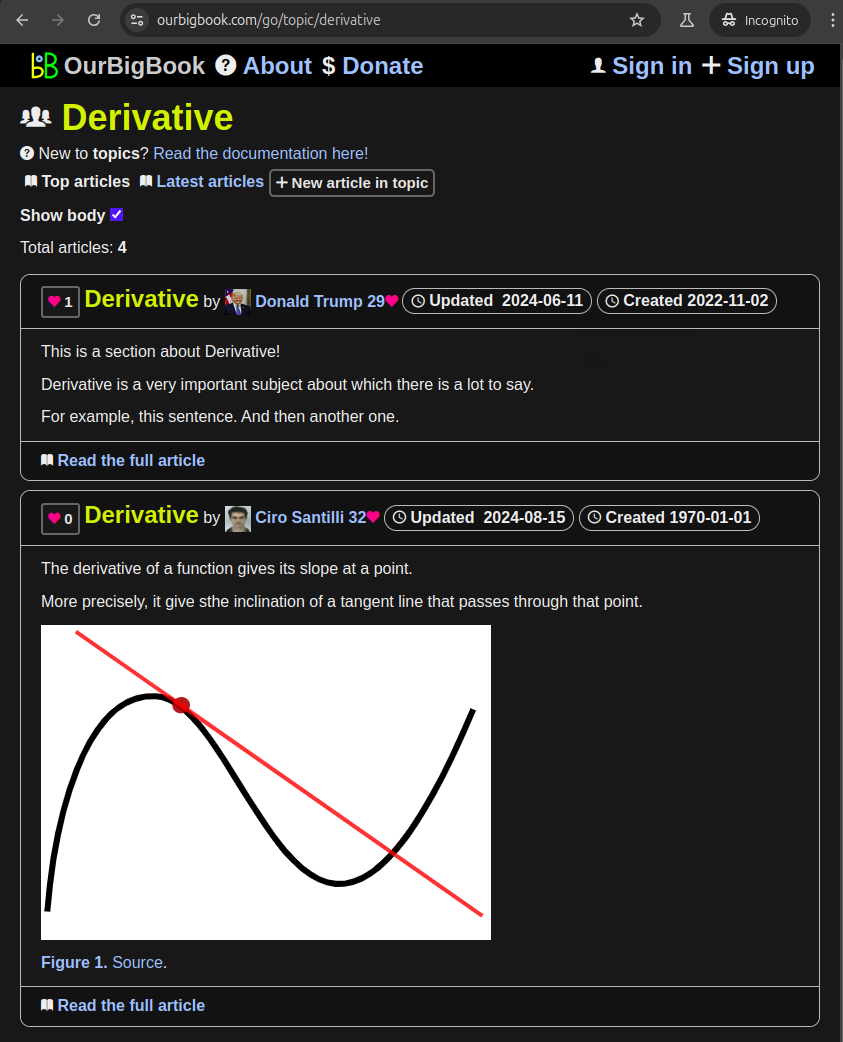 ourbigbook.com/go/topic/derivative Incognito
OurBigBook ? About $ Donate Sign in + Sign up
Derivative
? New to topics? Read the documentation here!
Top articles Latest articles + New article in topic
Show body
Total articles: 4
1 Derivative by Donald Trump 29 Updated 2024-06-11 Created 2022-11-02
This is a section about Derivative!
Derivative is a very important subject about which there is a lot to say.
For example, this sentence. And then another one.
Read the full article
0 Derivative by Ciro Santilli 32 Updated 2024-08-15 Created 1970-01-01
The derivative of a function gives its slope at a point.
More precisely, it give sthe inclination of a tangent line that passes through that point.
Figure 1. Source.
Read the full article